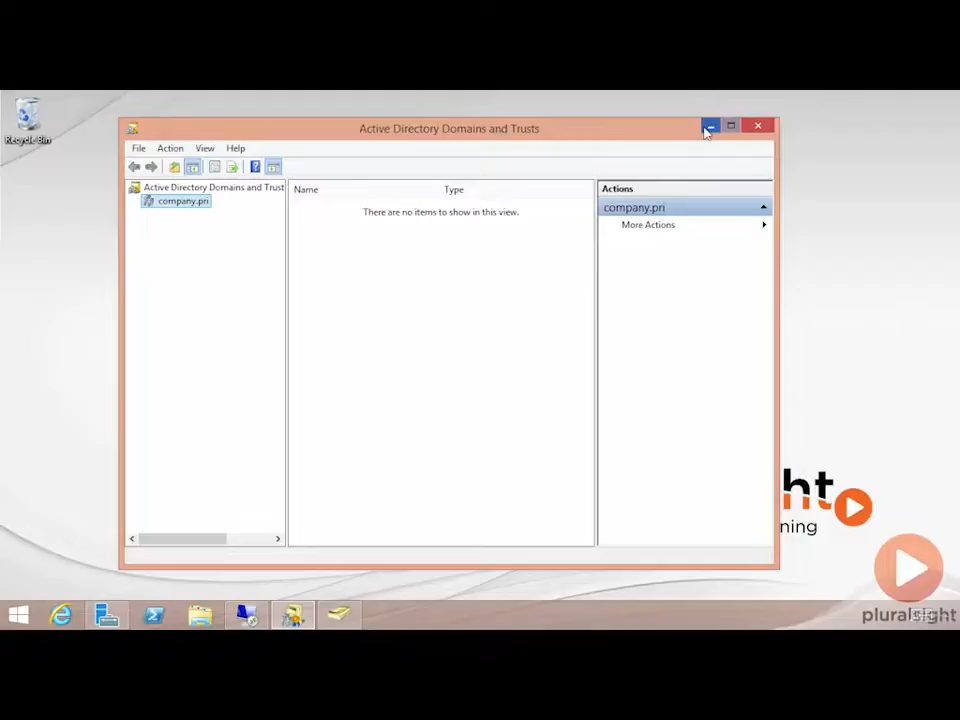 Recycle Bin
Active Directory Domains and Trusts
File Action View Help
Active Directory Domains and Trust
company.pri
Name Type
There are no items to show in this view.
Actions
company.pri
More Actions
ht
ning
pluralsight